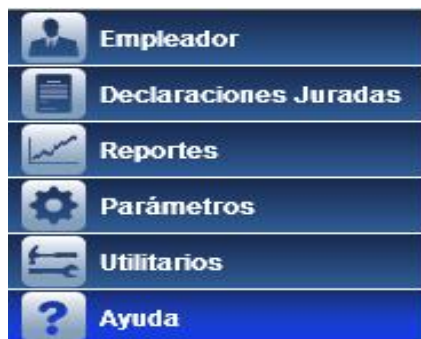 Empleador
Declaraciones Juradas
Reportes
Parámetros
Utilitarios
Ayuda